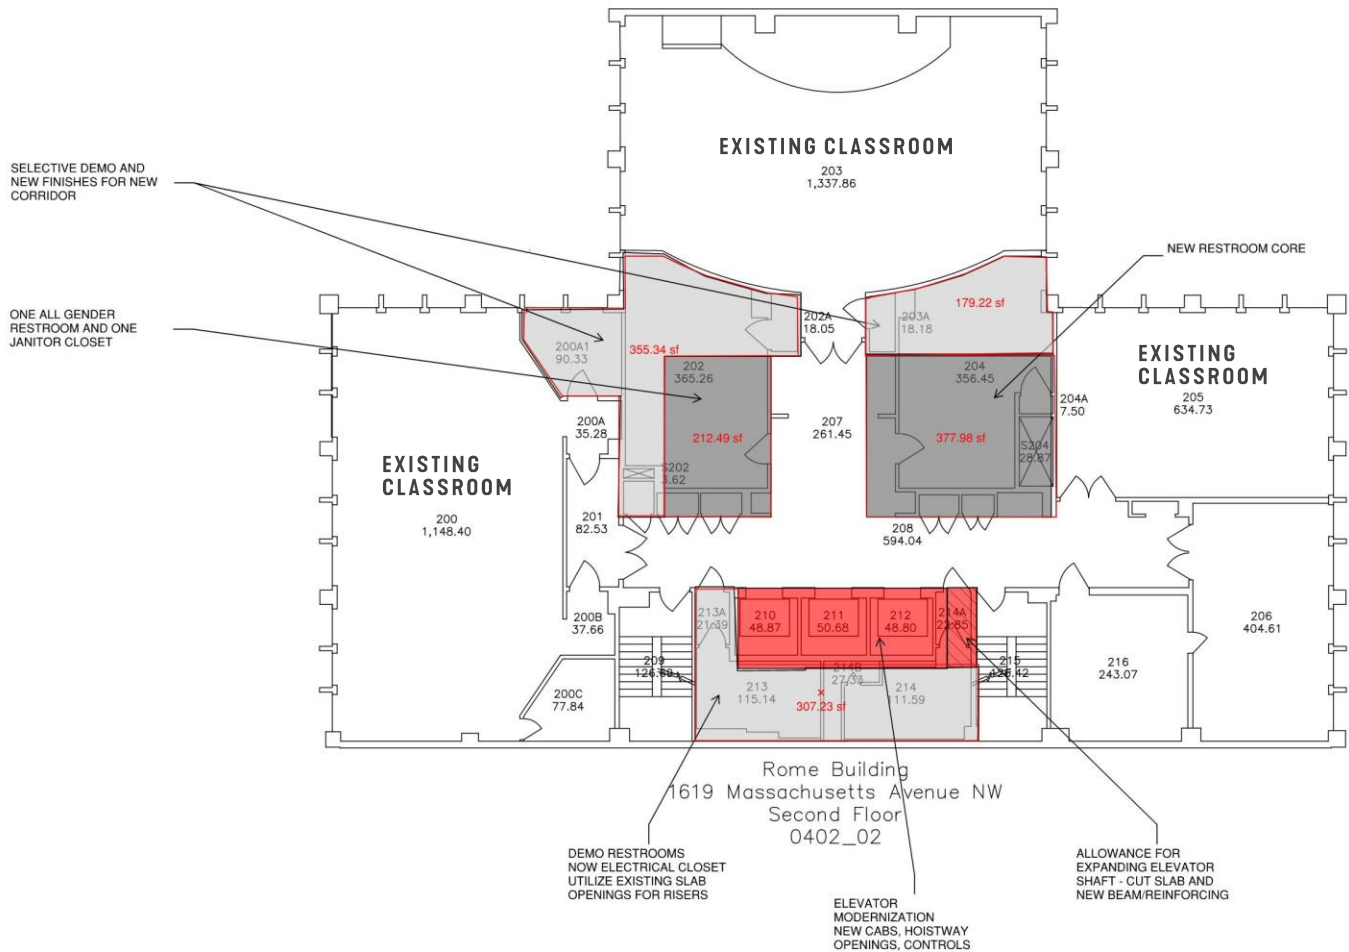 EXISTING CLASSROOM
203
1,337.86
SELECTIVE DEMO AND
NEW FINISHES FOR NEW
CORRIDOR
NEW RESTROOM CORE
ONE ALL GENDER
RESTROOM AND ONE
JANITOR CLOSET
179.22 sf
202A
18.05
203A
18.18
200A1
90.33
355.34 sf
202
365.26
204
356.45
EXISTING
CLASSROOM
205
634.73
204A
7.50
200A
35.28
207
261.45
212.49 sf
377.98 sf
S204
28.87
EXISTING
CLASSROOM
200
1,148.40
S202
3.62
201
82.53
208
594.04
213A
21.39
210
48.87
211
50.68
212
48.80
214A
22.85
200B
37.66
206
404.61
209
126.69
215
126.42
216
243.07
214B
27.33
200C
77.84
213
115.14
214
111.59
307.23 sf
Rome Building
1619 Massachusetts Avenue NW
Second Floor
0402_02
DEMO RESTROOMS
NOW ELECTRICAL CLOSET
UTILIZE EXISTING SLAB
OPENINGS FOR RISERS
ALLOWANCE FOR
EXPANDING ELEVATOR
SHAFT - CUT SLAB AND
NEW BEAM/REINFORCING
ELEVATOR
MODERNIZATION
NEW CABS, HOISTWAY
OPENINGS, CONTROLS